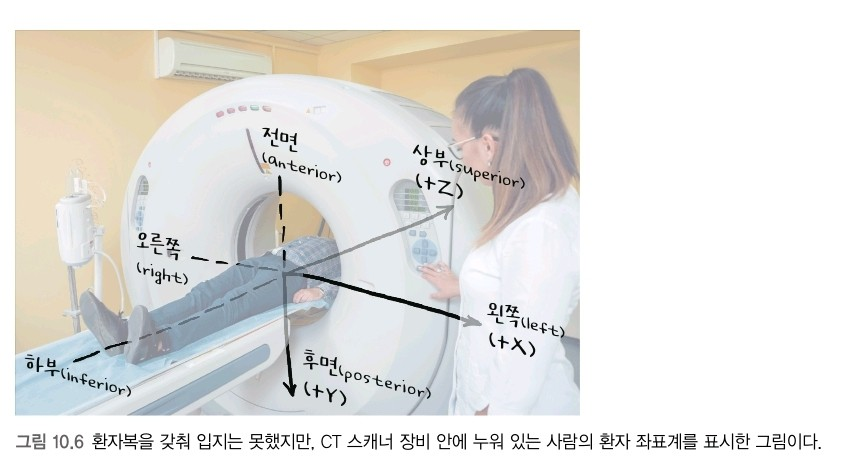 전면
(anterior)
상부(superior)
(+Z)
오른쪽
(right)
왼쪽(left)
(+X)
하부(inferior)
후면(posterior)
(+Y)
그림 10.6 환자복을 갖춰 입지는 못했지만, CT 스캐너 장비 안에 누워 있는 사람의 환자 좌표계를 표시한 그림이다.